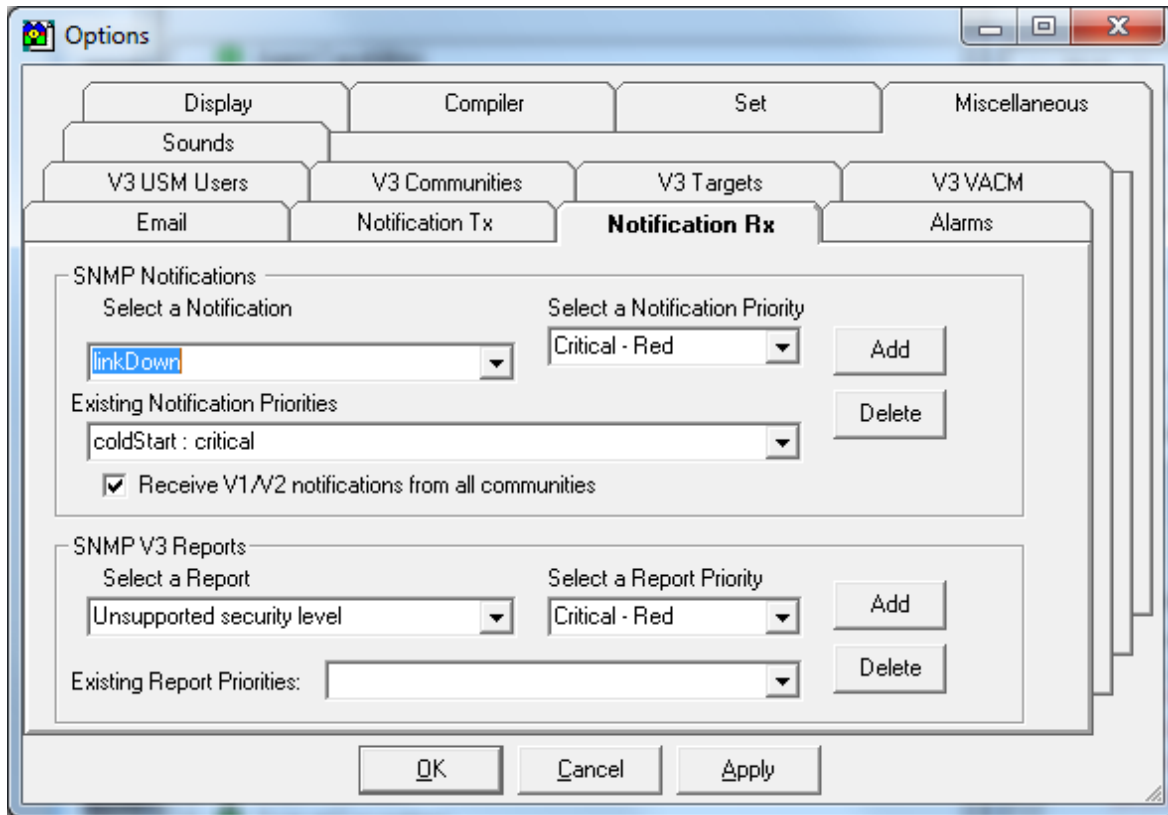 Options
Display Compiler Set Miscellaneous
Sounds
V3 USM Users V3 Communities V3 Targets V3 VACM
Email Notification Tx Notification Rx Alarms
SNMP Notifications
Select a Notification Select a Notification Priority
linkDown Critical - Red Add
Existing Notification Priorities Delete
coldStart : critical
Receive V1/V2 notifications from all communities
SNMP V3 Reports
Select a Report Select a Report Priority
Unsupported security level Critical - Red Add
Existing Report Priorities: Delete
OK Cancel Apply